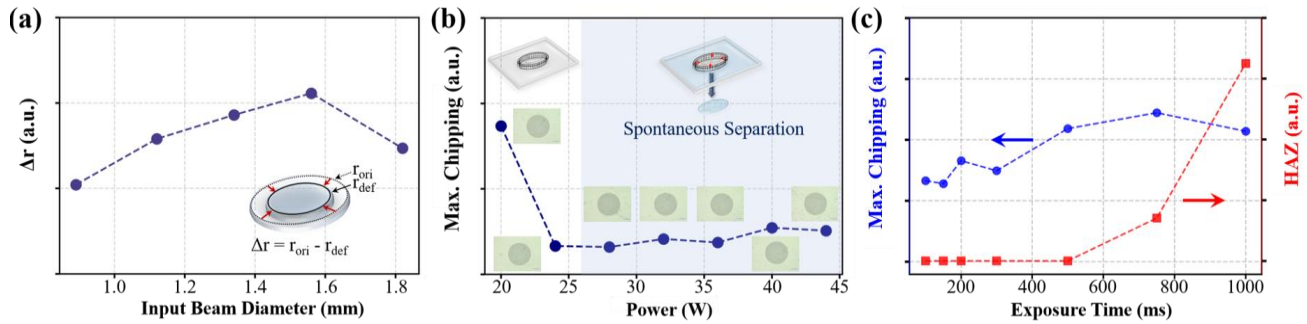 (a)
Δr (a.u.)
r_ori
r_def
Δr = r_ori - r_def
1.0 1.2 1.4 1.6 1.8
Input Beam Diameter (mm)
(b)
Max. Chipping (a.u.)
Spontaneous Separation
20 25 30 35 40 45
Power (W)
(c)
Max. Chipping (a.u.)
HAZ (a.u.)
200 400 600 800 1000
Exposure Time (ms)